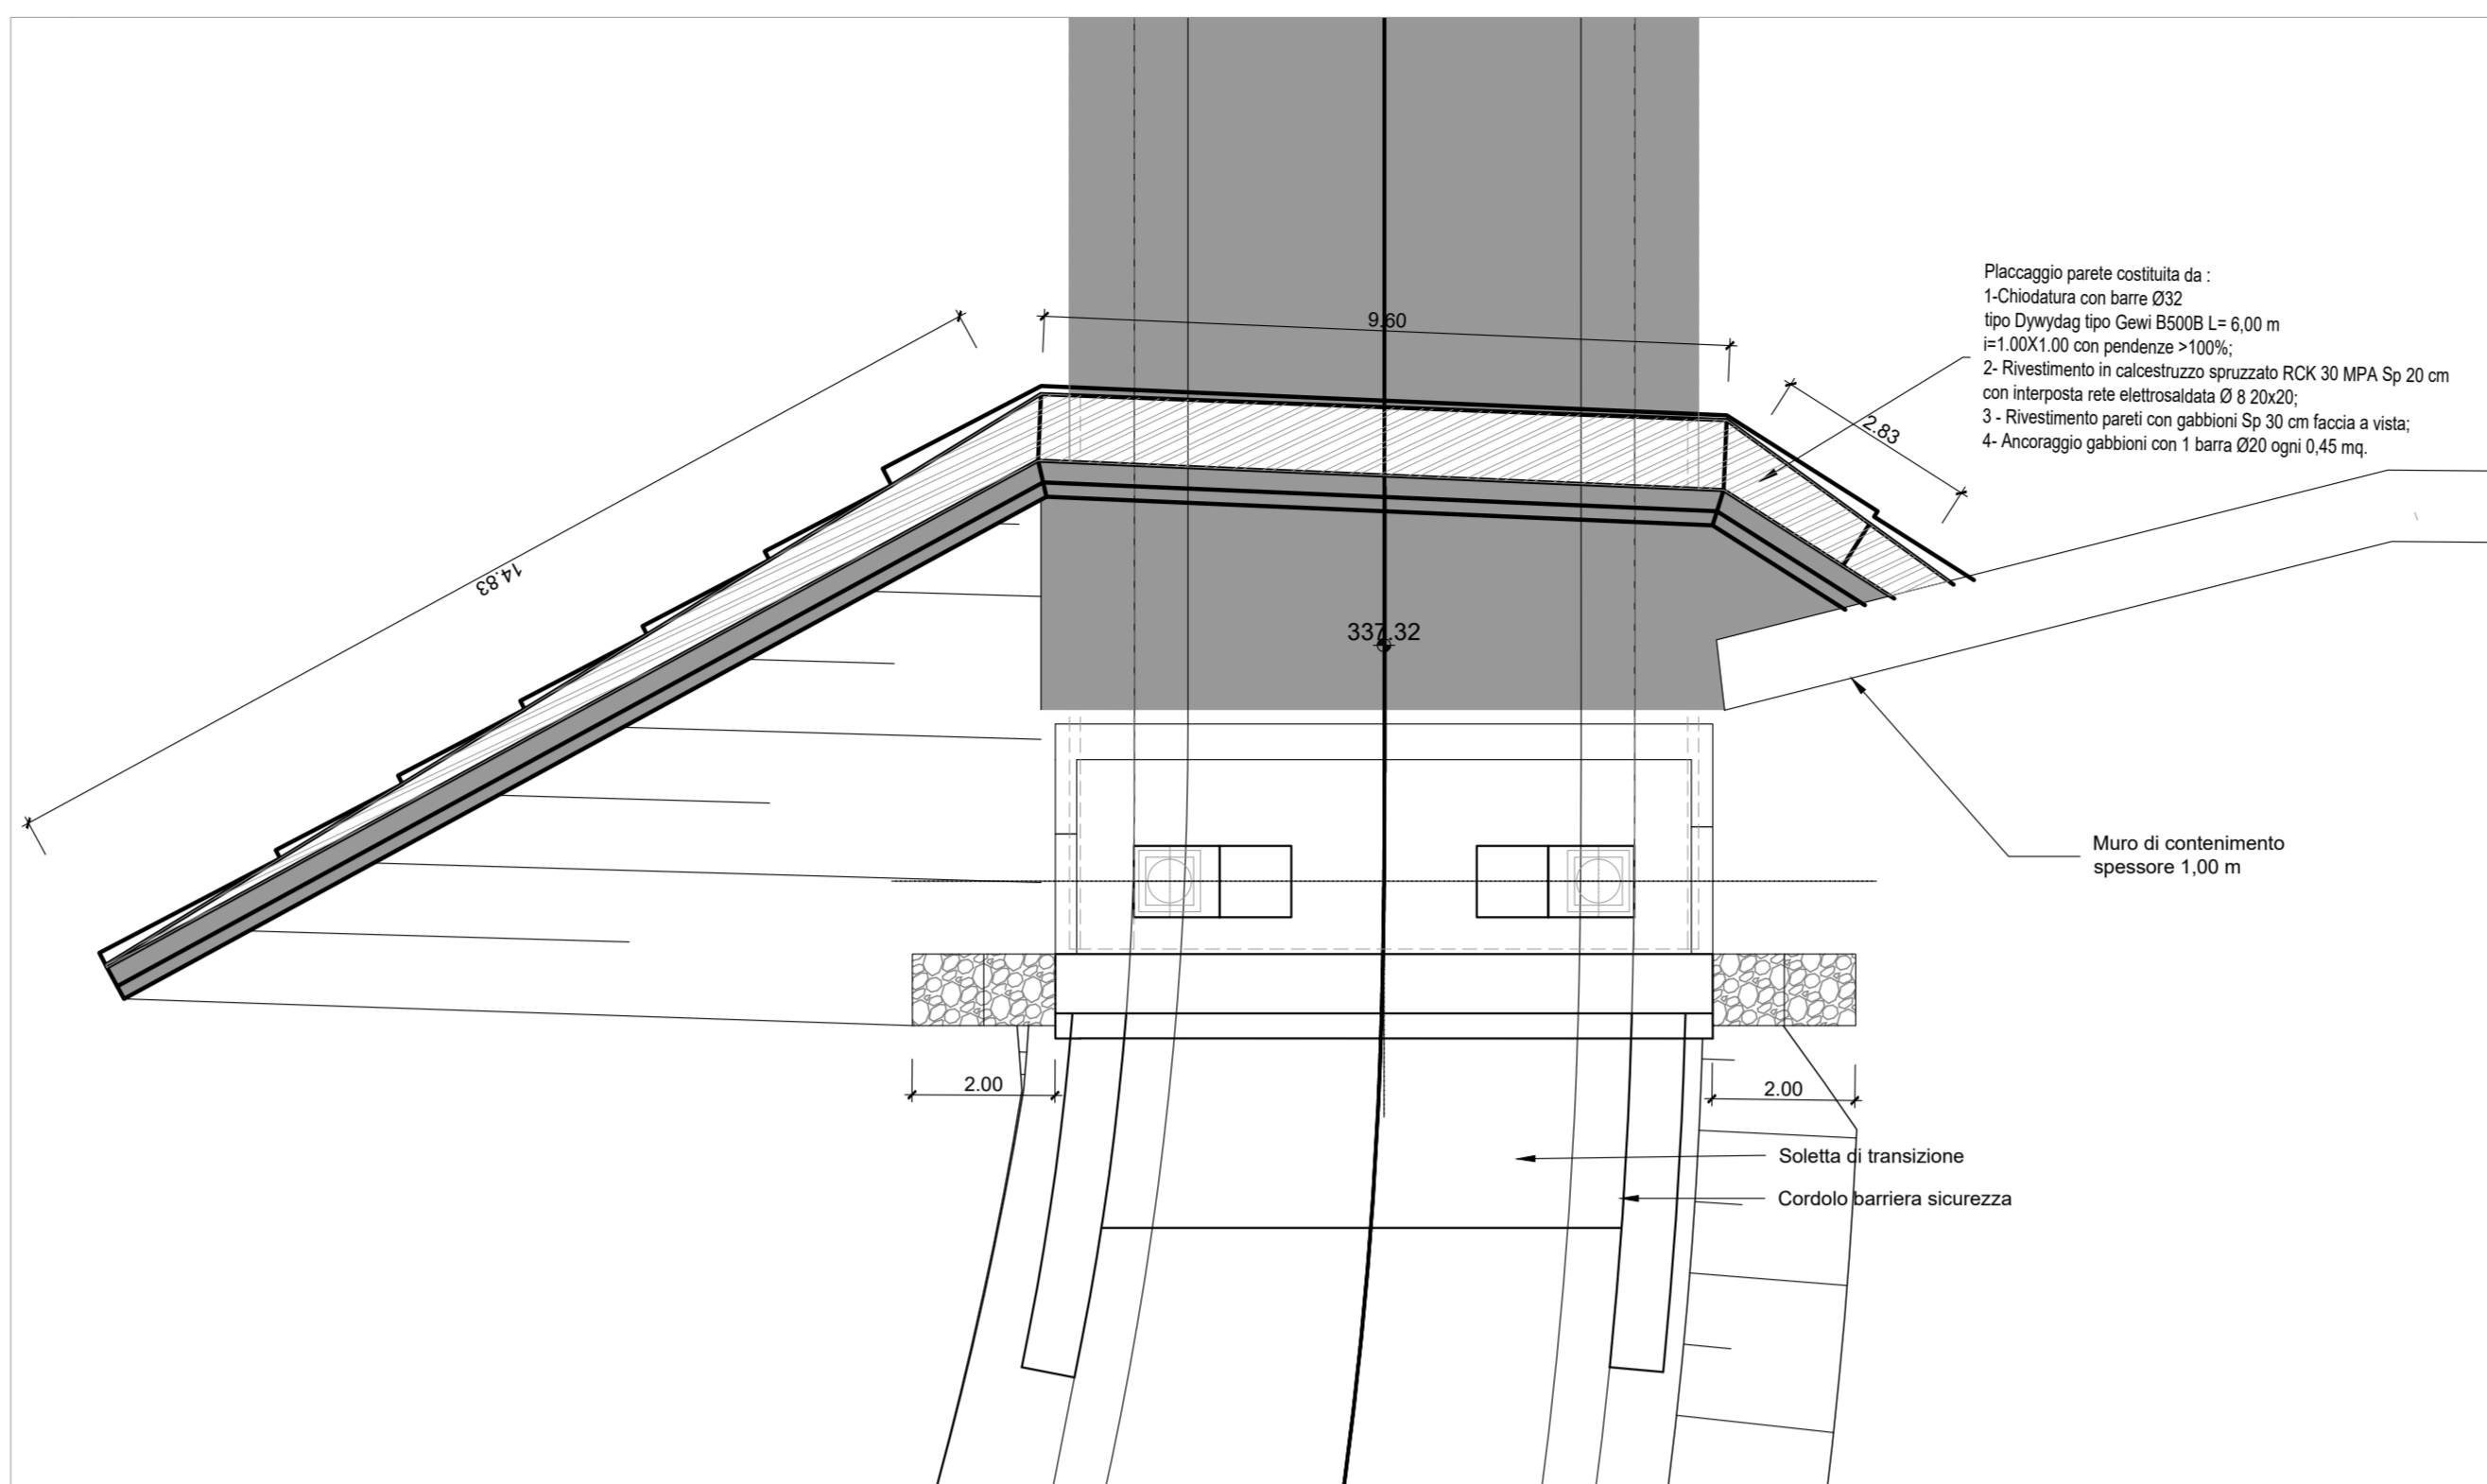 Placcaggio parete costituita da :
1-Chiodatura con barre Ø32
tipo Dywydag tipo Gewi B500B L= 6,00 m
i=1.00X1.00 con pendenze >100%;
2- Rivestimento in calcestruzzo spruzzato RCK 30 MPA Sp 20 cm
con interposta rete elettrosaldata Ø 8 20x20;
3 - Rivestimento pareti con gabbioni Sp 30 cm faccia a vista;
4- Ancoraggio gabbioni con 1 barra Ø20 ogni 0,45 mq.
9.60
2.83
14.83
337.32
Muro di contenimento
spessore 1,00 m
2.00
2.00
Soletta di transizione
Cordolo barriera sicurezza